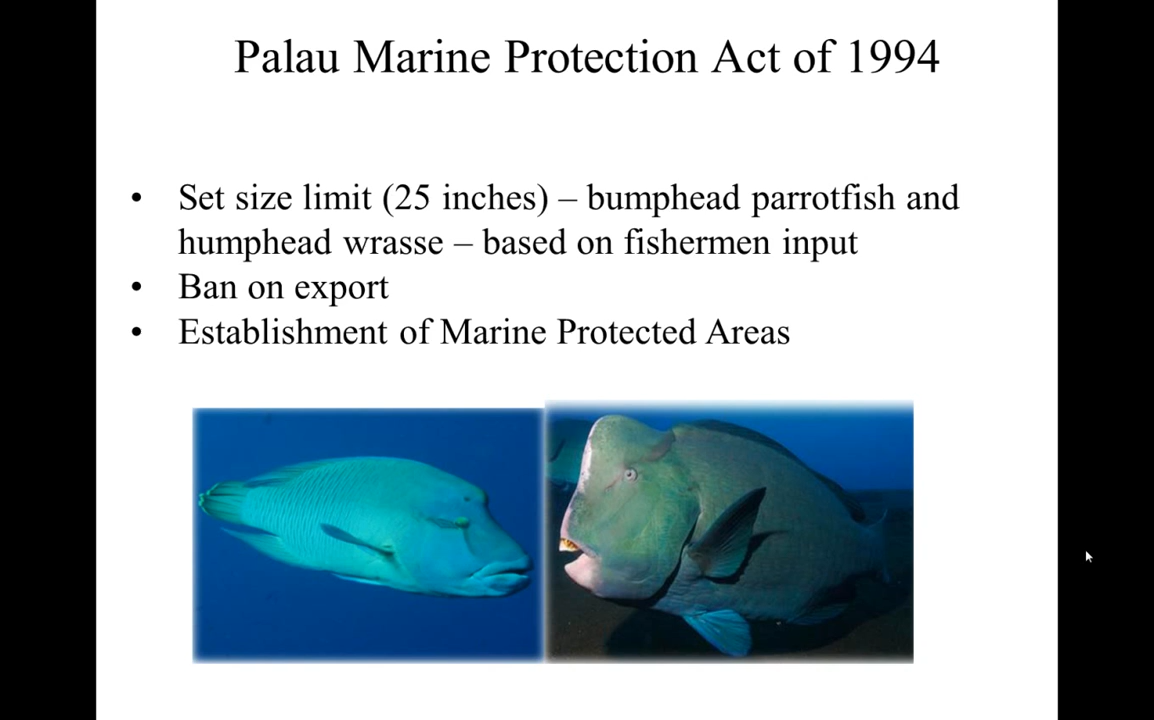 Palau Marine Protection Act of 1994
• Set size limit (25 inches) – bumphead parrotfish and
humphead wrasse – based on fishermen input
• Ban on export
• Establishment of Marine Protected Areas